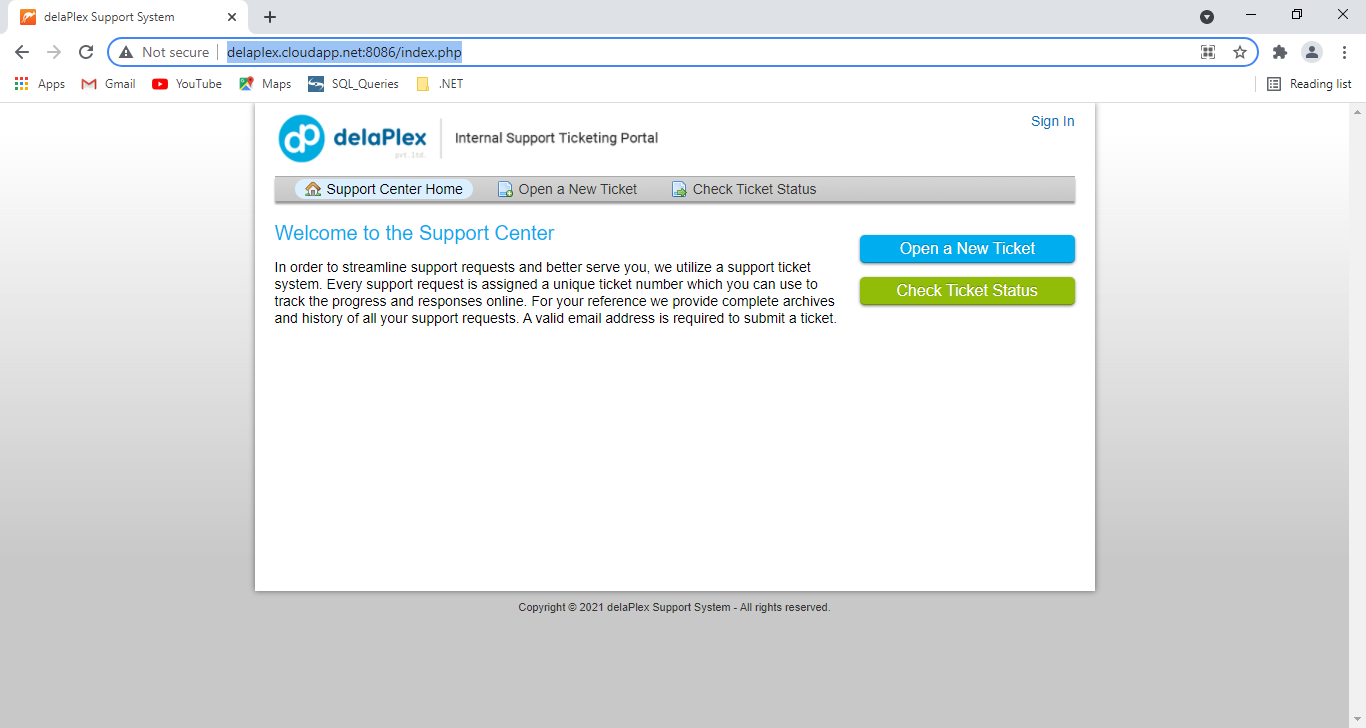 delaPlex Support System
Not secure
delaplex.cloudapp.net:8086/index.php
Apps Gmail YouTube Maps SQL_Queries .NET Reading list
delaPlex
pvt.ltd.
Internal Support Ticketing Portal
Sign In
Support Center Home Open a New Ticket Check Ticket Status
Welcome to the Support Center
In order to streamline support requests and better serve you, we utilize a support ticket
system. Every support request is assigned a unique ticket number which you can use to
track the progress and responses online. For your reference we provide complete archives
and history of all your support requests. A valid email address is required to submit a ticket.
Open a New Ticket
Check Ticket Status
Copyright © 2021 delaPlex Support System - All rights reserved.